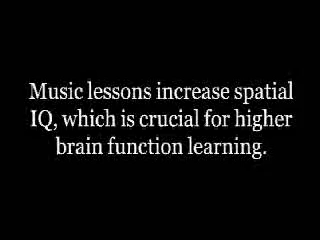 Music lessons increase spatial
IQ, which is crucial for higher
brain function learning.